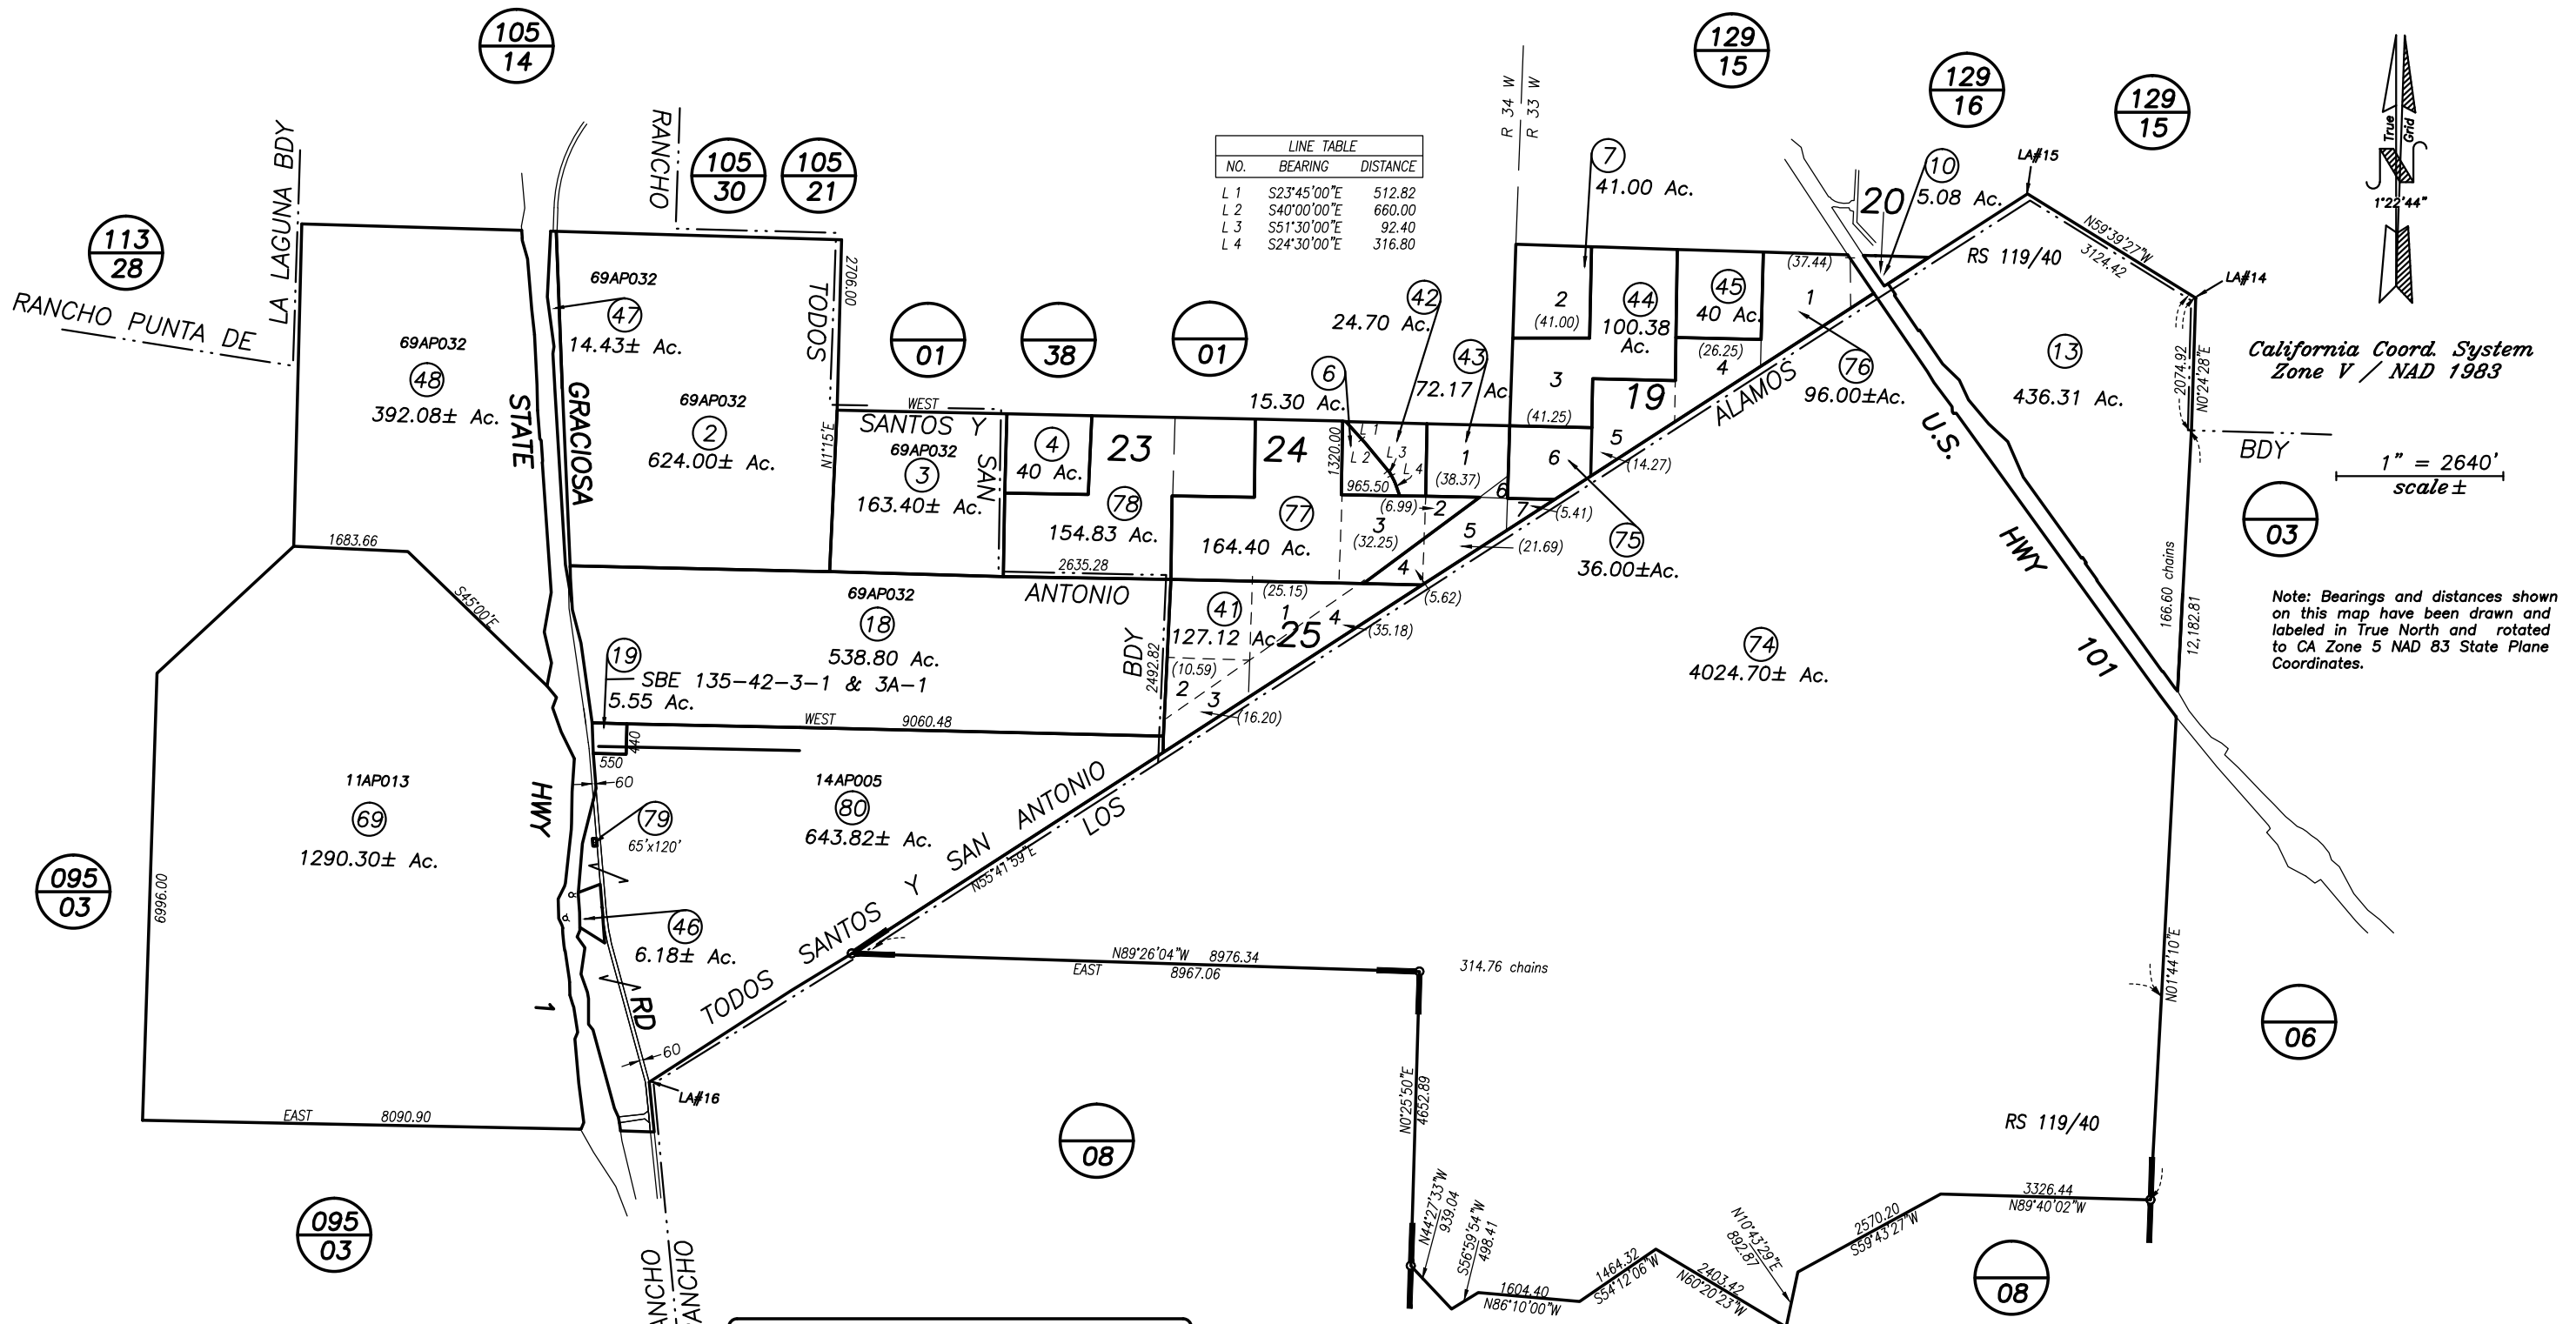 105
14
129
15
129
16
129
15
True
Grid
1°22'44"
105
30
105
21
113
28
RANCHO PUNTA DE
LA LAGUNA BDY
RANCHO
TODOS
2706.00
LINE TABLE
NO. BEARING DISTANCE
L 1 S23°45'00"E 512.82
L 2 S40°00'00"E 660.00
L 3 S51°30'00"E 92.40
L 4 S24°30'00"E 316.80
R 34 W
R 33 W
7
41.00 Ac.
10
5.08 Ac.
20
LA#15
N59°39'27"W
3124.42
RS 119/40
LA#14
California Coord. System
Zone V / NAD 1983
1" = 2640'
scale ±
03
Note: Bearings and distances shown
on this map have been drawn and
labeled in True North and rotated
to CA Zone 5 NAD 83 State Plane
Coordinates.
69AP032
48
392.08± Ac.
69AP032
47
14.43± Ac.
69AP032
2
624.00± Ac.
N1°15'E
STATE
GRACIOSA
01
38
01
WEST
SANTOS Y
SAN
69AP032
3
163.40± Ac.
4
40 Ac.
23
78
154.83 Ac.
2635.28
ANTONIO
24
77
164.40 Ac.
6
15.30 Ac.
42
24.70 Ac.
43
72.17 Ac.
1320.00
L 1
L 2
L 3
L 4
965.50
1
(38.37)
(6.99)
2
3
(32.25)
4
5
6
7
(5.41)
(21.69)
(5.62)
2
(41.00)
3
(41.25)
6
44
100.38
Ac.
45
40 Ac.
(26.25)
4
19
5
(14.27)
(37.44)
1
76
96.00±Ac.
75
36.00±Ac.
ALAMOS
13
436.31 Ac.
2074.92
N0°24'28"E
BDY
U.S.
HWY
101
166.60 chains
12,182.81
74
4024.70± Ac.
1683.66
S45°00'E
69AP032
18
538.80 Ac.
19
SBE 135-42-3-1 & 3A-1
5.55 Ac.
WEST 9060.48
440
550
60
BDY
2492.82
41
127.12 Ac.
(25.15)
1
25
4
(35.18)
(10.59)
2
3
(16.20)
11AP013
69
1290.30± Ac.
6996.00
095
03
HWY
1
79
65'x120'
14AP005
80
643.82± Ac.
46
6.18± Ac.
RD
60
LA#16
TODOS SANTOS Y SAN ANTONIO
LOS
N55°47'59"E
N89°26'04"W 8976.34
EAST 8967.06
314.76 chains
N0°25'50"E
4652.89
N01°44'10"E
06
RS 119/40
EAST 8090.90
095
03
RANCHO
RANCHO
08
N44°27'33"W
939.04
S56°59'54"W
498.41
1604.40
N86°10'00"W
1464.32
S54°12'06"W
2403.42
N60°20'23"W
N10°43'29"E
892.87
2570.20
S59°43'27"W
3326.44
N89°40'02"W
08